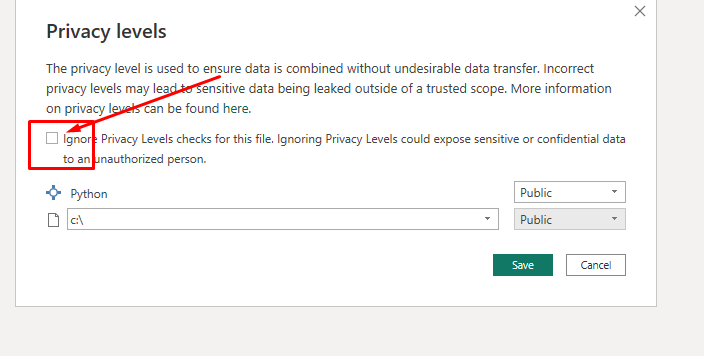 Privacy levels
The privacy level is used to ensure data is combined without undesirable data transfer. Incorrect
privacy levels may lead to sensitive data being leaked outside of a trusted scope. More information
on privacy levels can be found here.
Ignore Privacy Levels checks for this file. Ignoring Privacy Levels could expose sensitive or confidential data
to an unauthorized person.
Python Public
c:\ Public
Save Cancel